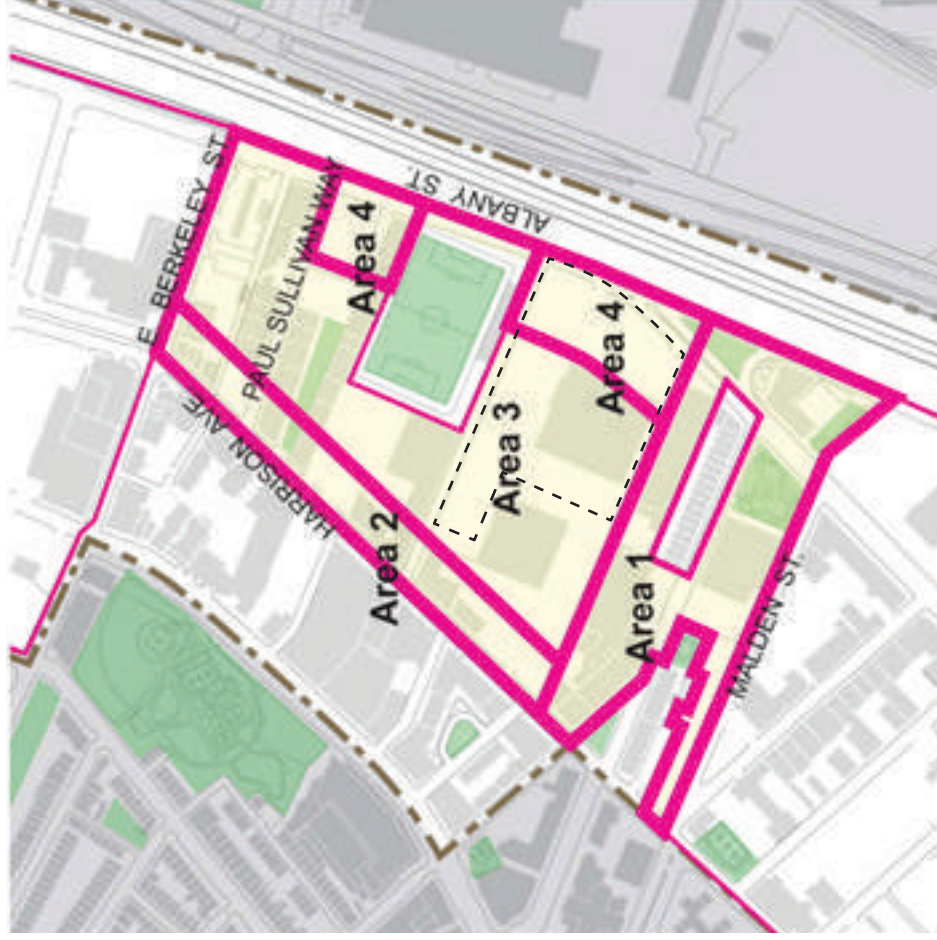 E BERKELEY ST.
PAUL SULLIVAN WAY
Area 4
ALBANY ST.
HARRISON AVE
Area 3
Area 4
Area 2
Area 1
MALDEN ST.